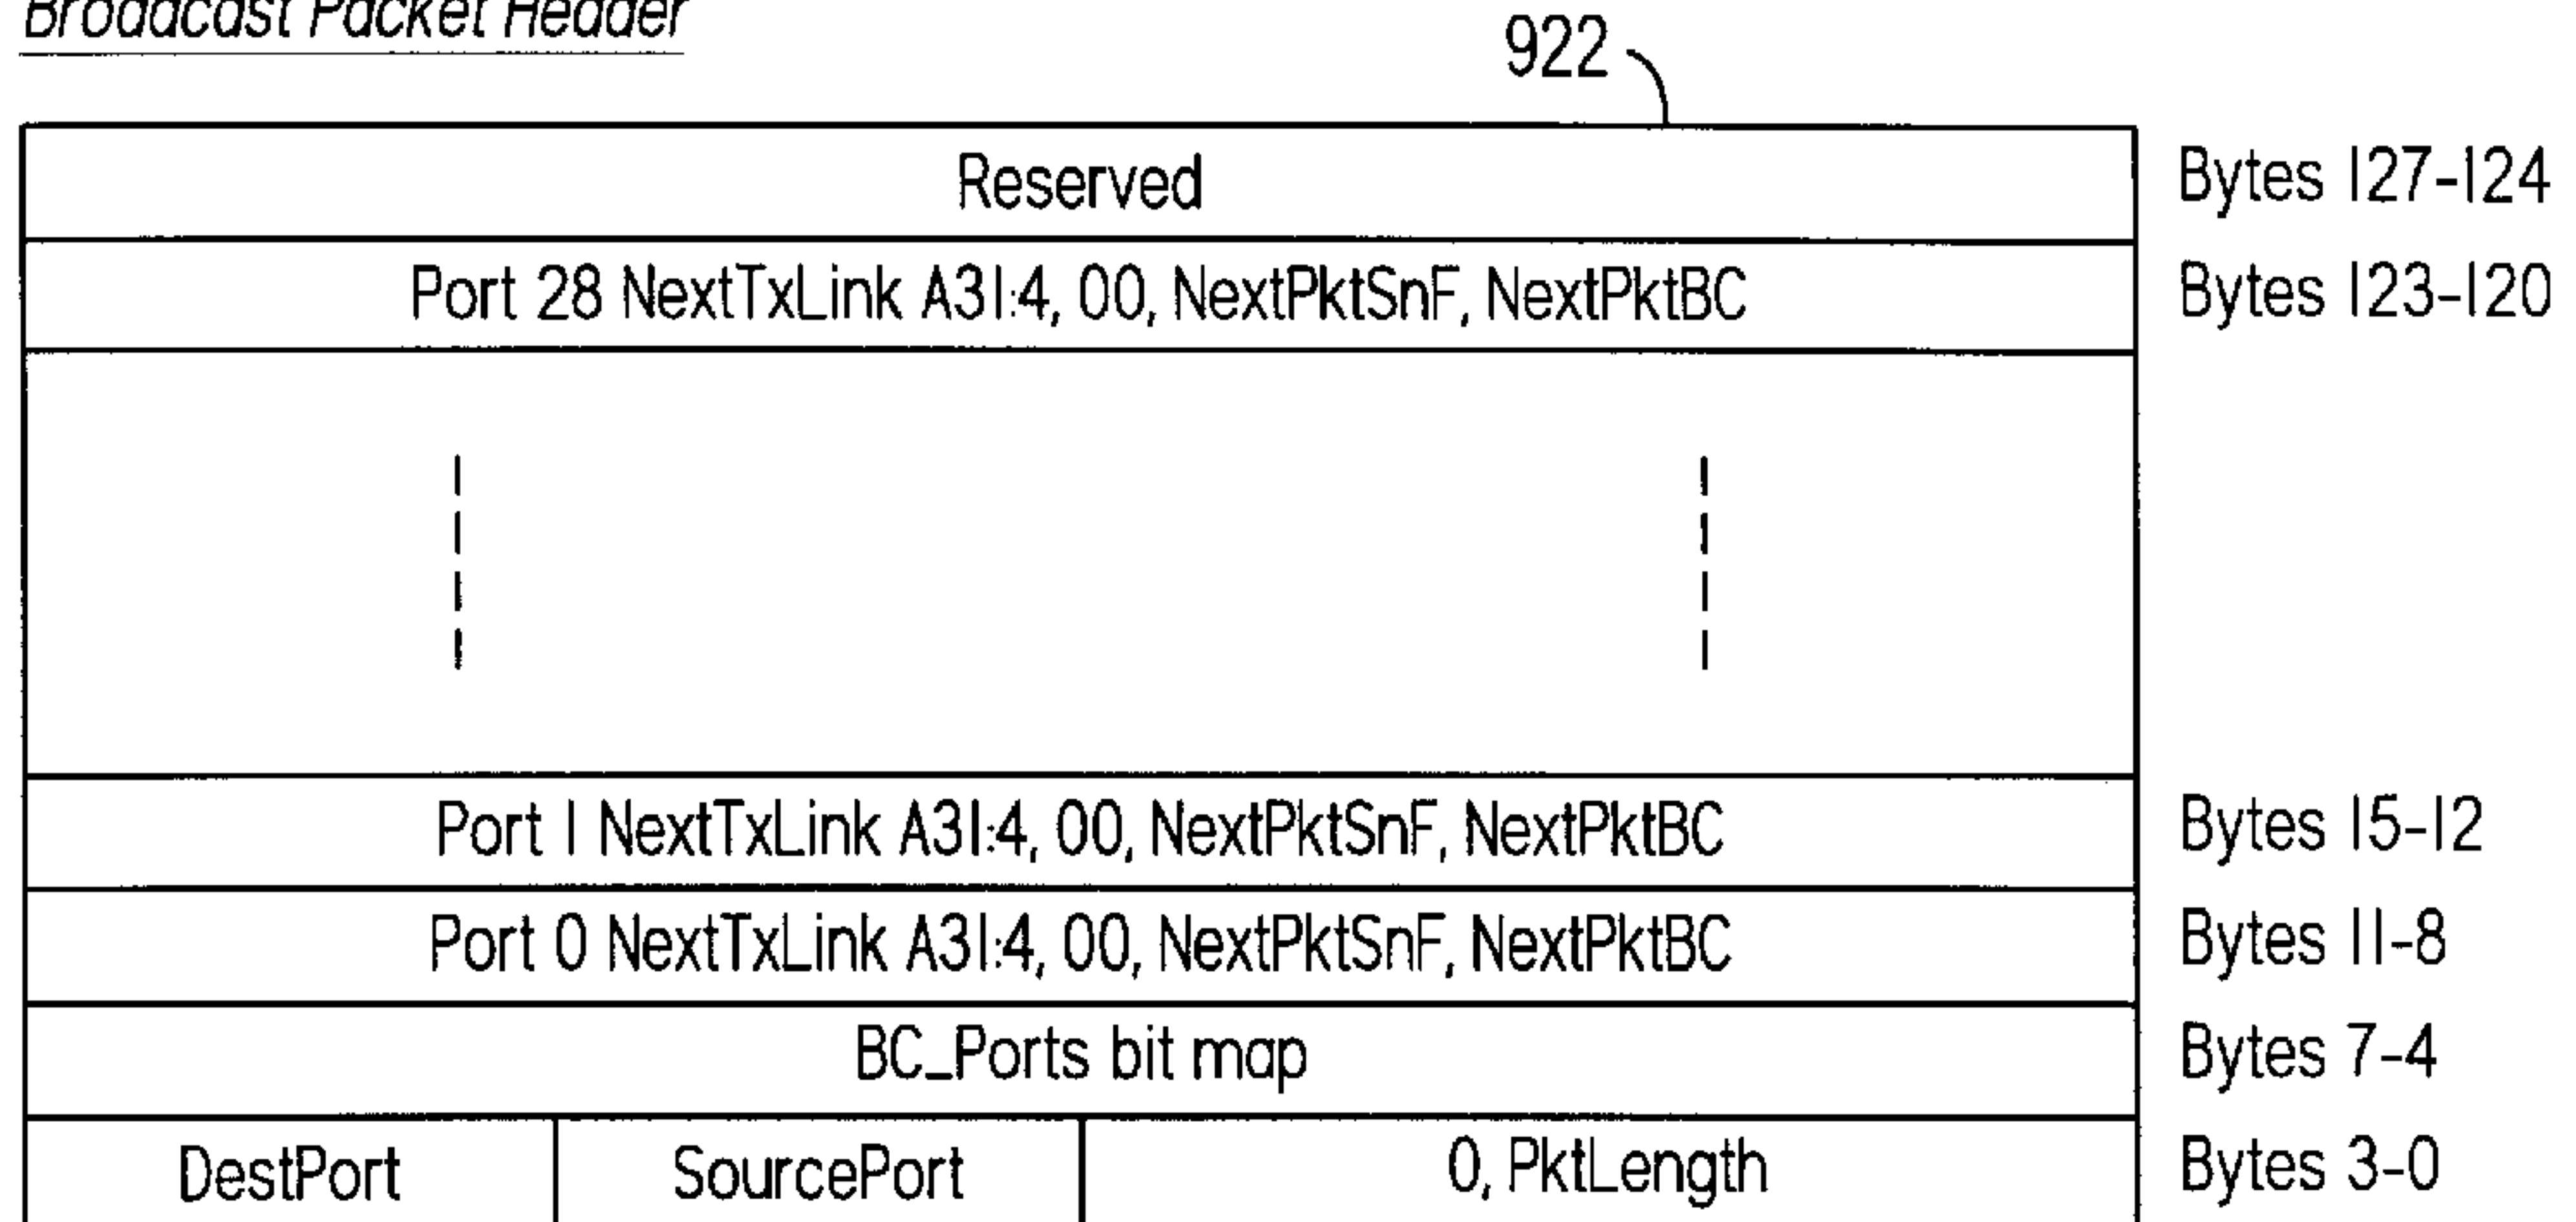 Broadcast Packet Header
922
Reserved Bytes 127-124
Port 28 NextTxLink A31:4, 00, NextPktSnF, NextPktBC Bytes 123-120
Port 1 NextTxLink A31:4, 00, NextPktSnF, NextPktBC Bytes 15-12
Port 0 NextTxLink A31:4, 00, NextPktSnF, NextPktBC Bytes 11-8
BC_Ports bit map Bytes 7-4
DestPort SourcePort 0, PktLength Bytes 3-0